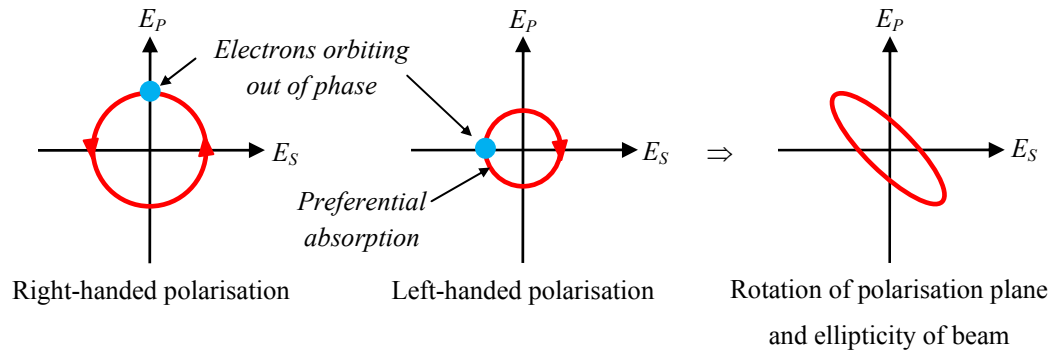 E_P
E_S
Right-handed polarisation
Electrons orbiting
out of phase
E_P
E_S
Preferential
absorption
Left-handed polarisation
⇒
E_P
E_S
Rotation of polarisation plane
and ellipticity of beam